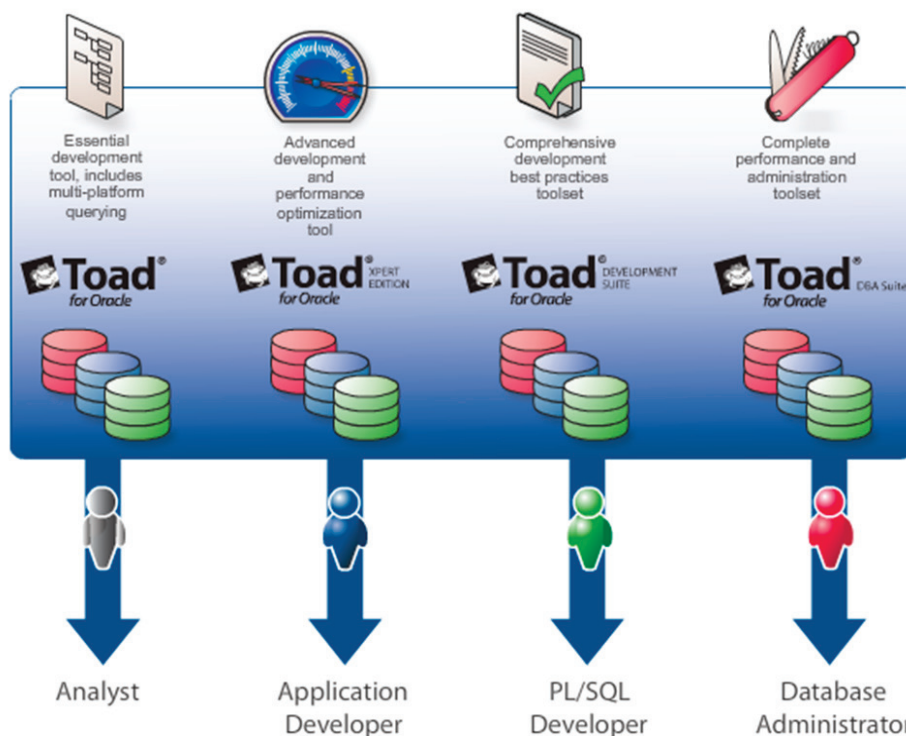 Essential
development
tool, includes
multi-platform
querying
Advanced
development
and
performance
optimization
tool
Comprehensive
development
best practices
toolset
Complete
performance and
administration
toolset
Toad®
for Oracle
Toad® XPERT
EDITION
for Oracle
Toad® DEVELOPMENT
SUITE
for Oracle
Toad® DBA Suite
for Oracle
Analyst
Application
Developer
PL/SQL
Developer
Database
Administrator